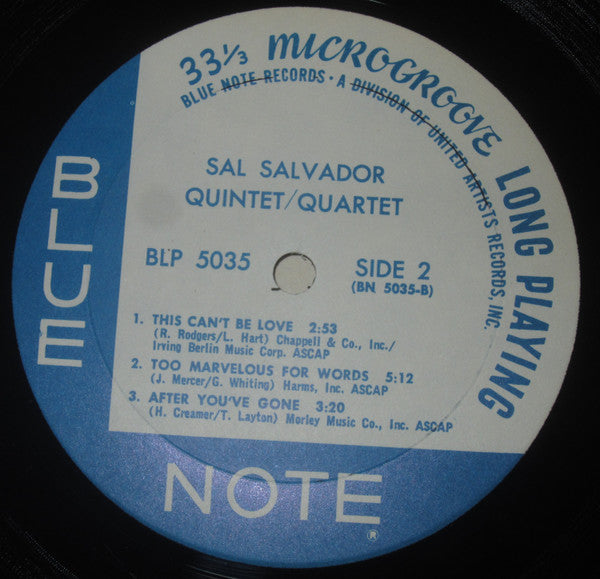 33⅓ MICROGROOVE LONG PLAYING
BLUE NOTE RECORDS • A DIVISION OF UNITED ARTISTS RECORDS, INC.
SAL SALVADOR
QUINTET/QUARTET
BLP 5035
SIDE 2
(BN 5035-B)
1. THIS CAN'T BE LOVE 2:53
(R. Rodgers/L. Hart) Chappell & Co., Inc./
Irving Berlin Music Corp. ASCAP
2. TOO MARVELOUS FOR WORDS 5:12
(J. Mercer/G. Whiting) Harms, Inc. ASCAP
3. AFTER YOU'VE GONE 3:20
(H. Creamer/T. Layton) Morley Music Co., Inc. ASCAP
BLUE
NOTE®